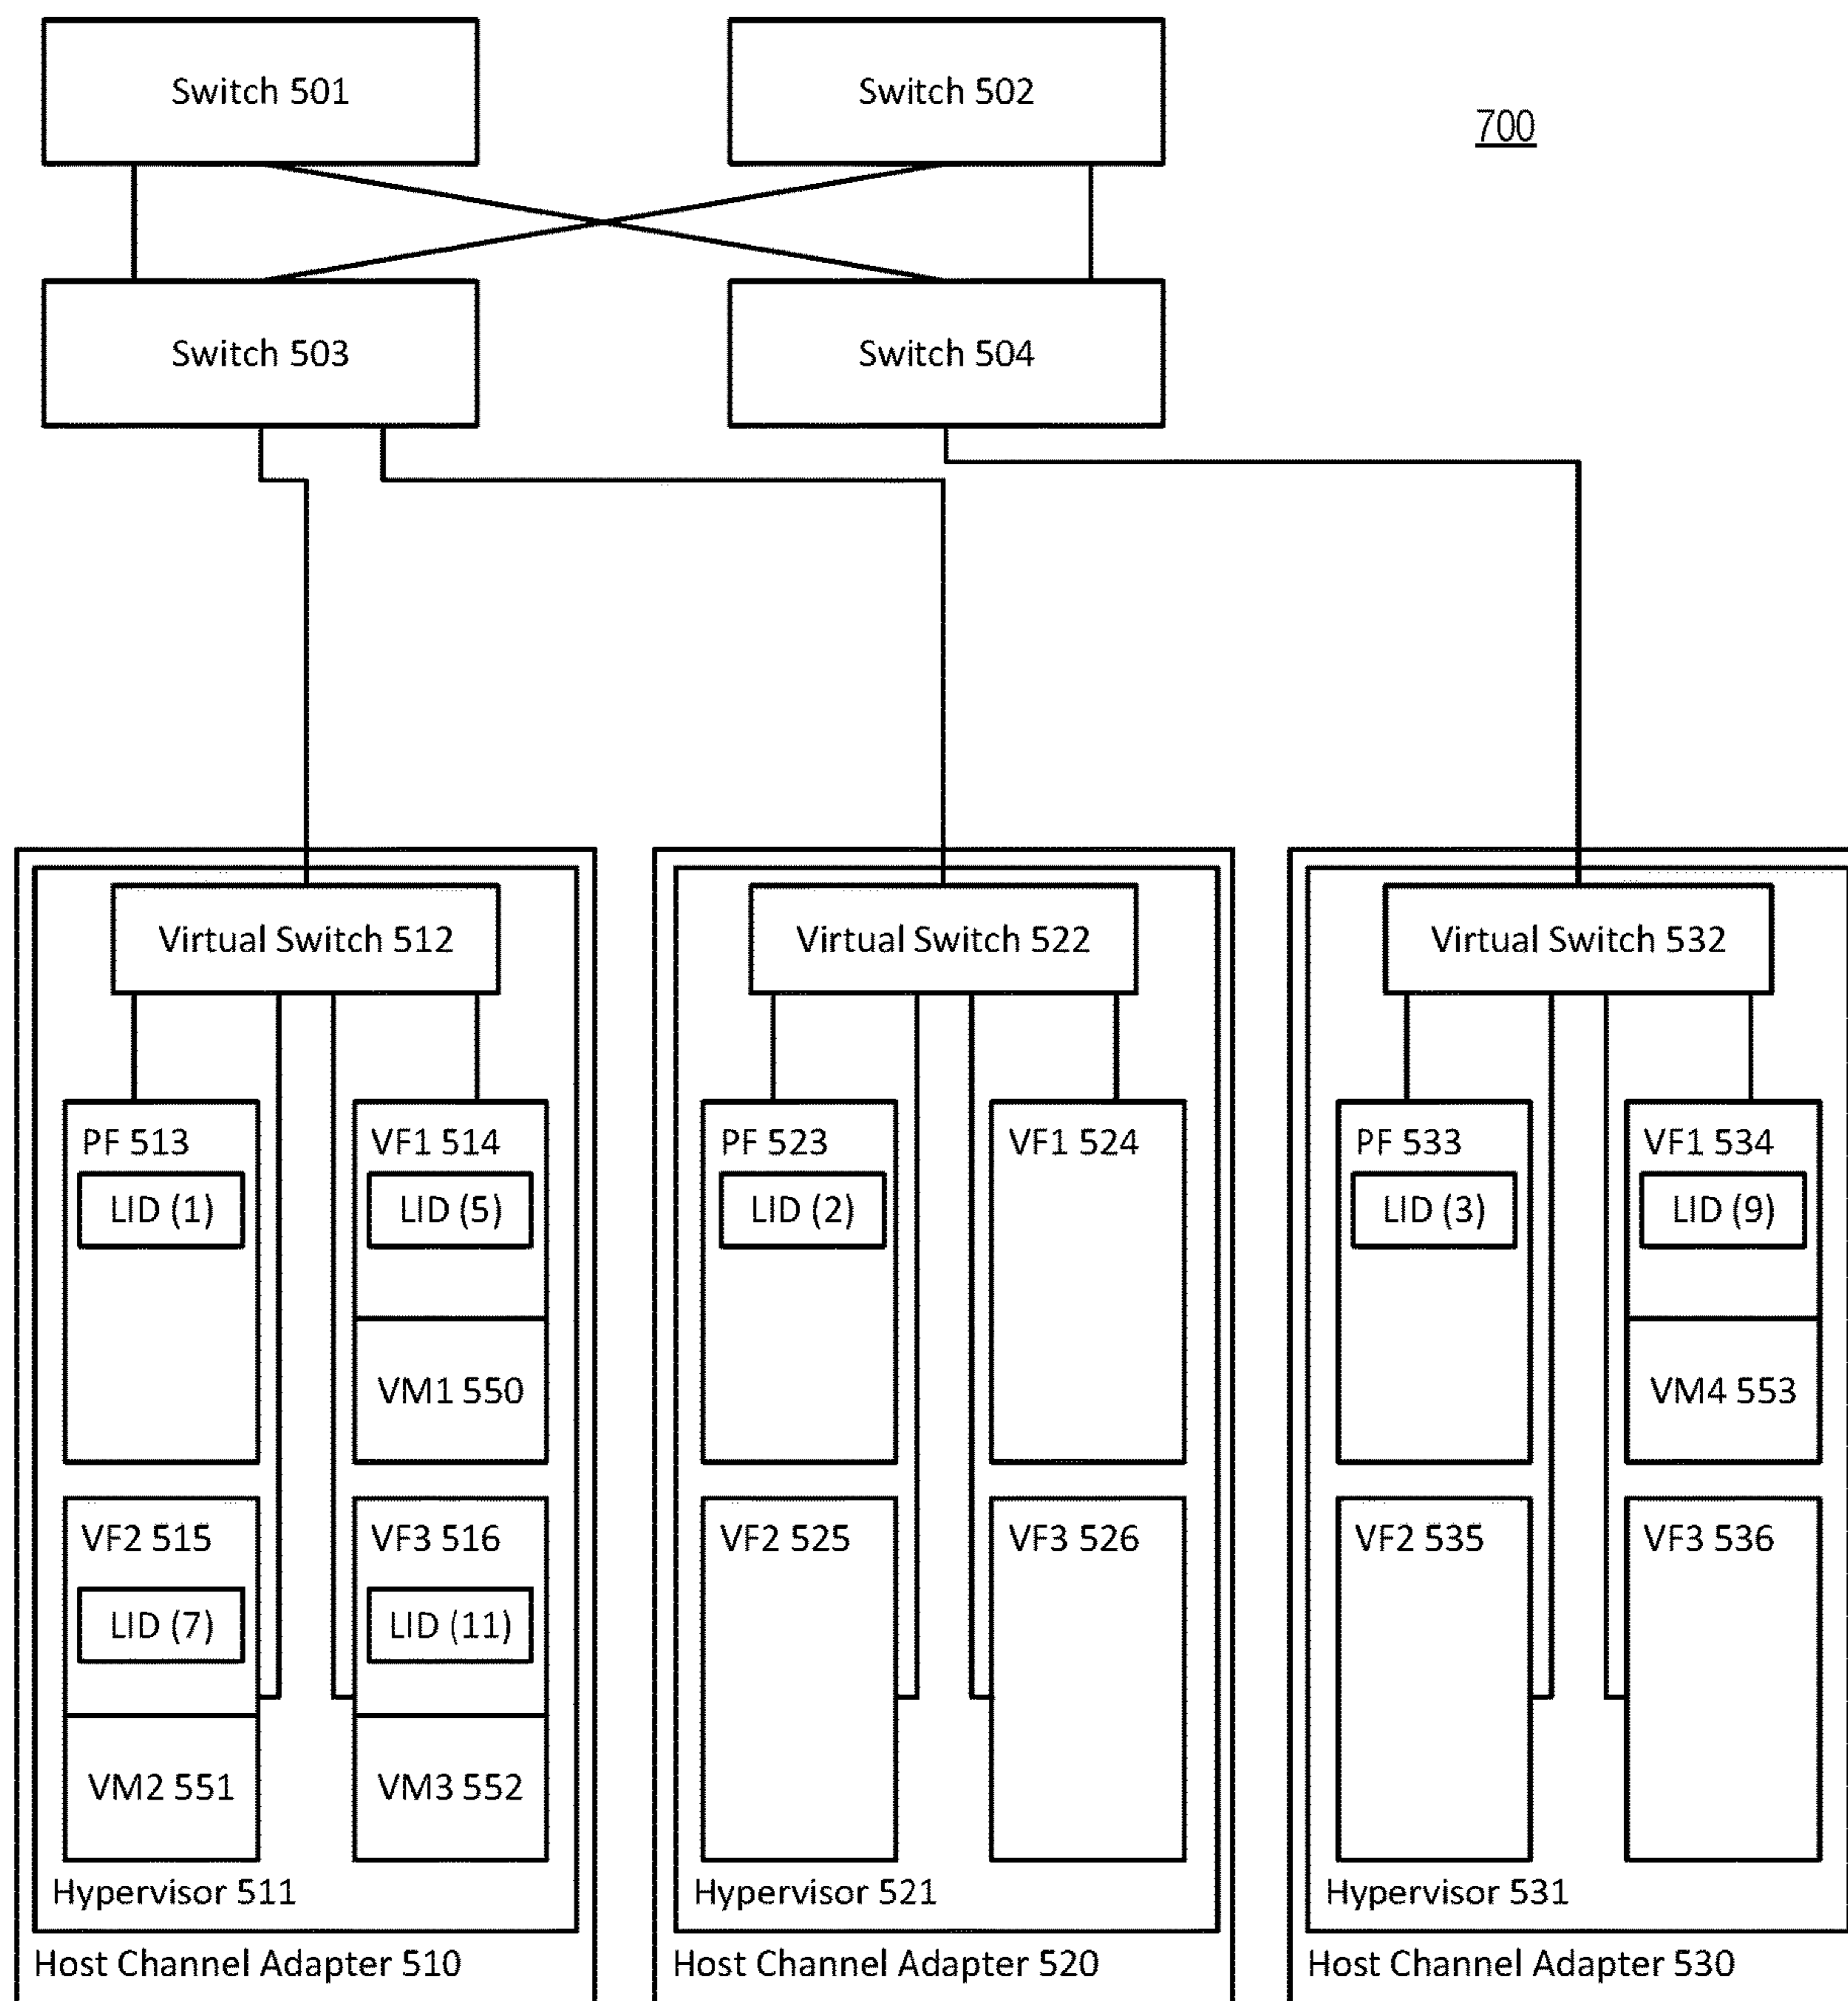 Switch 501
Switch 502
700
Switch 503
Switch 504
Virtual Switch 512
Virtual Switch 522
Virtual Switch 532
PF 513
LID (1)
VF1 514
LID (5)
VM1 550
PF 523
LID (2)
VF1 524
PF 533
LID (3)
VF1 534
LID (9)
VM4 553
VF2 515
LID (7)
VM2 551
VF3 516
LID (11)
VM3 552
VF2 525
VF3 526
VF2 535
VF3 536
Hypervisor 511
Hypervisor 521
Hypervisor 531
Host Channel Adapter 510
Host Channel Adapter 520
Host Channel Adapter 530